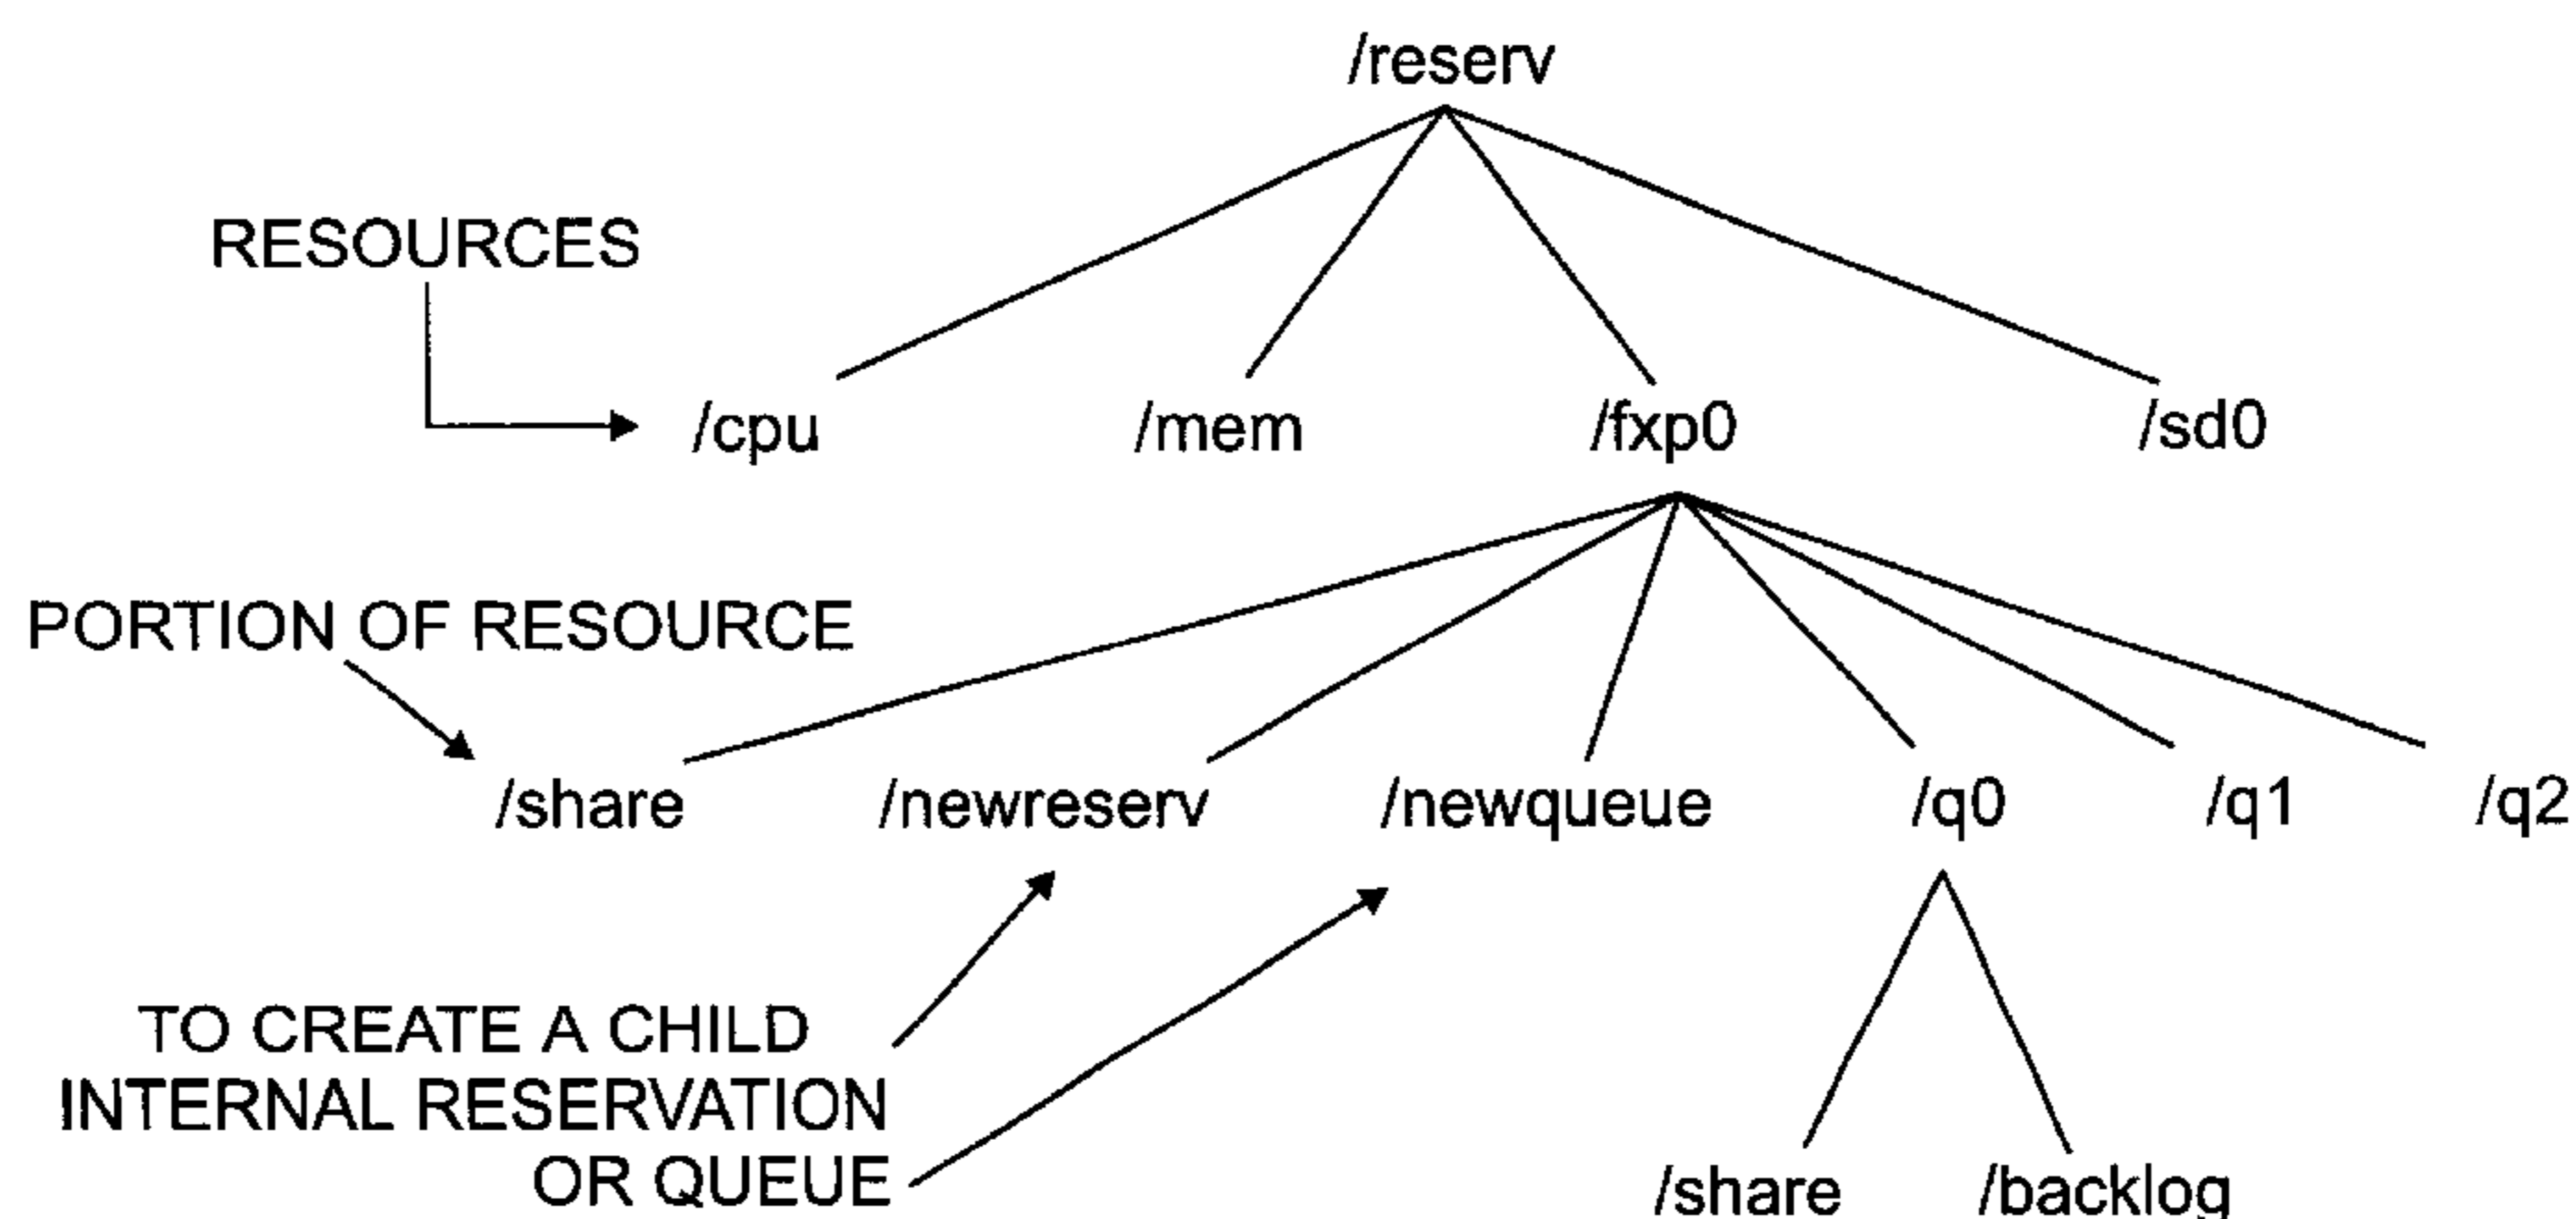 /reserv
RESOURCES
/cpu
/mem
/fxp0
/sd0
PORTION OF RESOURCE
/share
/newreserv
/newqueue
/q0
/q1
/q2
TO CREATE A CHILD
INTERNAL RESERVATION
OR QUEUE
/share
/backlog